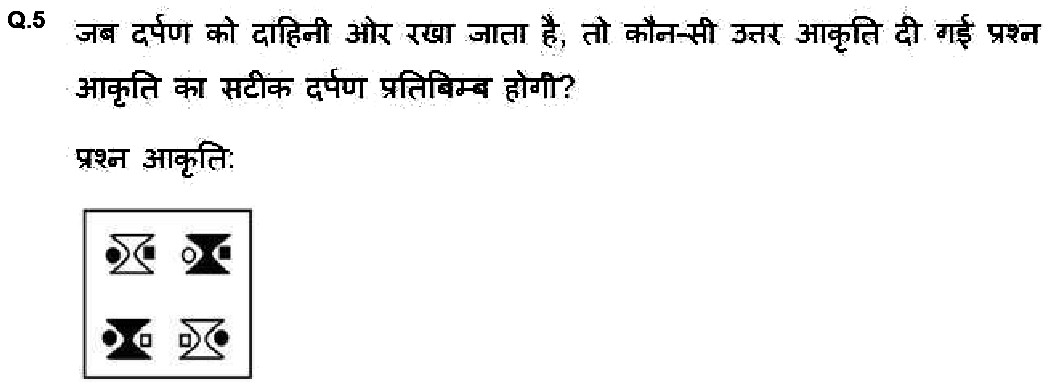 Q.5 जब दर्पण को दाहिनी ओर रखा जाता है, तो कौन-सी उत्तर आकृति दी गई प्रश्न
आकृति का सटीक दर्पण प्रतिबिम्ब होगी?
प्रश्न आकृति: